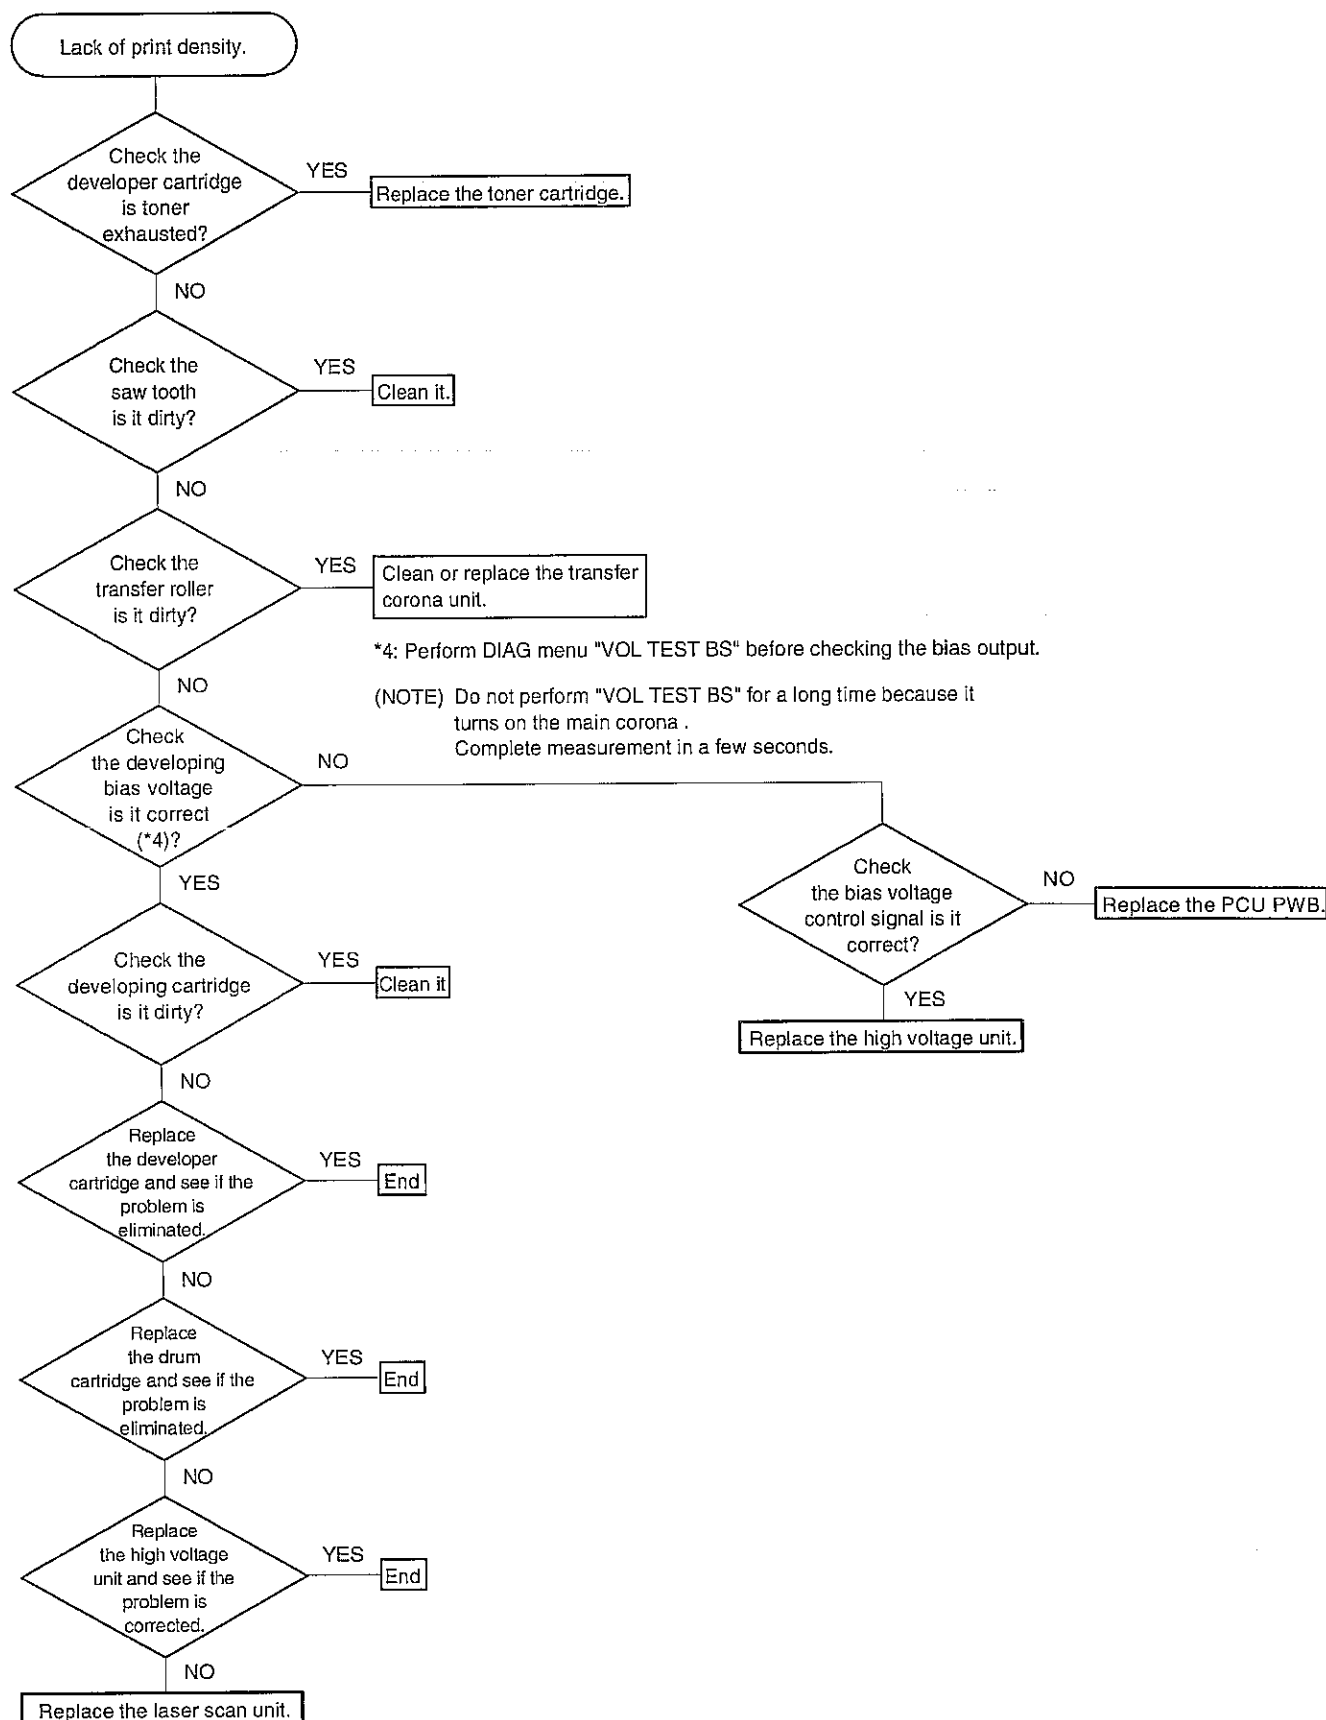 Lack of print density.
Check the
developer cartridge
is toner
exhausted?
YES
Replace the toner cartridge.
NO
Check the
saw tooth
is it dirty?
YES
Clean it.
NO
Check the
transfer roller
is it dirty?
YES
Clean or replace the transfer
corona unit.
*4: Perform DIAG menu "VOL TEST BS" before checking the bias output.
(NOTE) Do not perform "VOL TEST BS" for a long time because it
turns on the main corona .
Complete measurement in a few seconds.
NO
Check
the developing
bias voltage
is it correct
(*4)?
NO
Check
the bias voltage
control signal is it
correct?
NO
Replace the PCU PWB.
YES
Replace the high voltage unit.
YES
Check the
developing cartridge
is it dirty?
YES
Clean it
NO
Replace
the developer
cartridge and see if the
problem is
eliminated.
YES
End
NO
Replace
the drum
cartridge and see if the
problem is
eliminated.
YES
End
NO
Replace
the high voltage
unit and see if the
problem is
corrected.
YES
End
NO
Replace the laser scan unit.